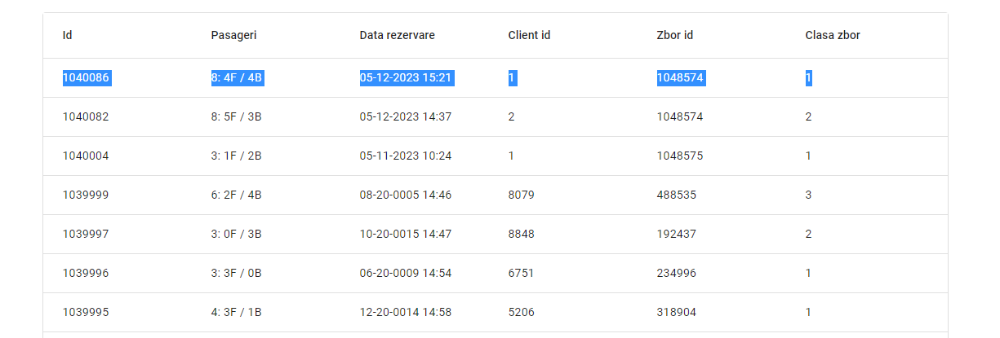 Id Pasageri Data rezervare Client id Zbor id Clasa zbor
1040086 8: 4F / 4B 05-12-2023 15:21 1 1048574 1
1040082 8: 5F / 3B 05-12-2023 14:37 2 1048574 2
1040004 3: 1F / 2B 05-11-2023 10:24 1 1048575 1
1039999 6: 2F / 4B 08-20-0005 14:46 8079 488535 3
1039997 3: 0F / 3B 10-20-0015 14:47 8848 192437 2
1039996 3: 3F / 0B 06-20-0009 14:54 6751 234996 1
1039995 4: 3F / 1B 12-20-0014 14:58 5206 318904 1